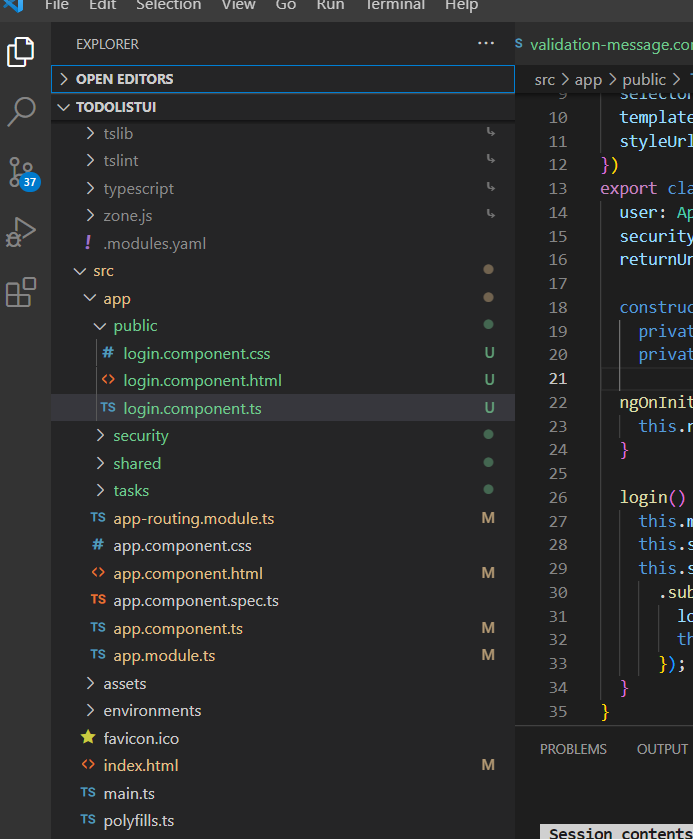 File Edit Selection View Go Run Terminal Help
EXPLORER
OPEN EDITORS
TODOLISTUI
tslib
tslint
typescript
zone.js
! .modules.yaml
src
app
public
# login.component.css U
<> login.component.html U
TS login.component.ts U
security
shared
tasks
TS app-routing.module.ts M
# app.component.css
<> app.component.html M
TS app.component.spec.ts
TS app.component.ts M
TS app.module.ts M
assets
environments
favicon.ico
<> index.html M
TS main.ts
TS polyfills.ts
37
TS validation-message.co
src > app > public >
9 selector
10 template
11 styleUrl
12 })
13 export cla
14 user: Ap
15 security
16 returnUr
17
18 construc
19 privat
20 privat
21
22 ngOnInit
23 this.r
24 }
25
26 login()
27 this.m
28 this.s
29 this.s
30 .sub
31 lo
32 th
33 });
34 }
35 }
PROBLEMS OUTPUT
Session contents